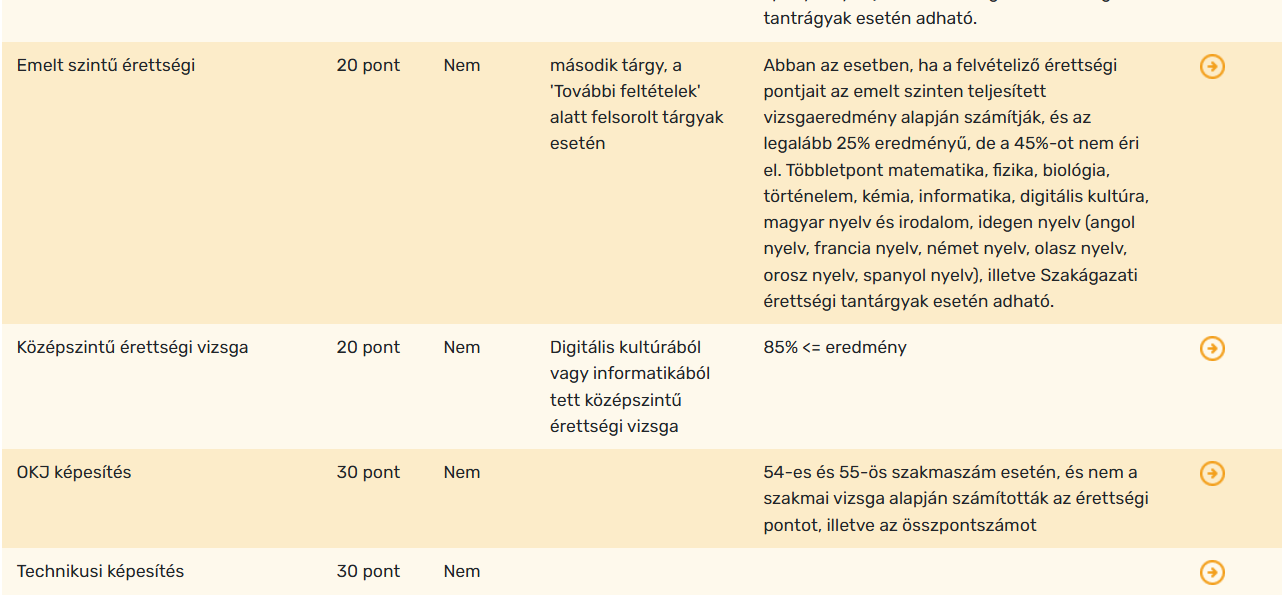 tantrágyak esetén adható.
Emelt szintű érettségi
20 pont
Nem
második tárgy, a
'További feltételek'
alatt felsorolt tárgyak
esetén
Abban az esetben, ha a felvételiző érettségi
pontjait az emelt szinten teljesített
vizsgaeredmény alapján számítják, és az
legalább 25% eredményű, de a 45%-ot nem éri
el. Többletpont matematika, fizika, biológia,
történelem, kémia, informatika, digitális kultúra,
magyar nyelv és irodalom, idegen nyelv (angol
nyelv, francia nyelv, német nyelv, olasz nyelv,
orosz nyelv, spanyol nyelv), illetve Szakágazati
érettségi tantárgyak esetén adható.
Középszintű érettségi vizsga
20 pont
Nem
Digitális kultúrából
vagy informatikából
tett középszintű
érettségi vizsga
85% <= eredmény
OKJ képesítés
30 pont
Nem
54-es és 55-ös szakmaszám esetén, és nem a
szakmai vizsga alapján számították az érettségi
pontot, illetve az összpontszámot
Technikusi képesítés
30 pont
Nem